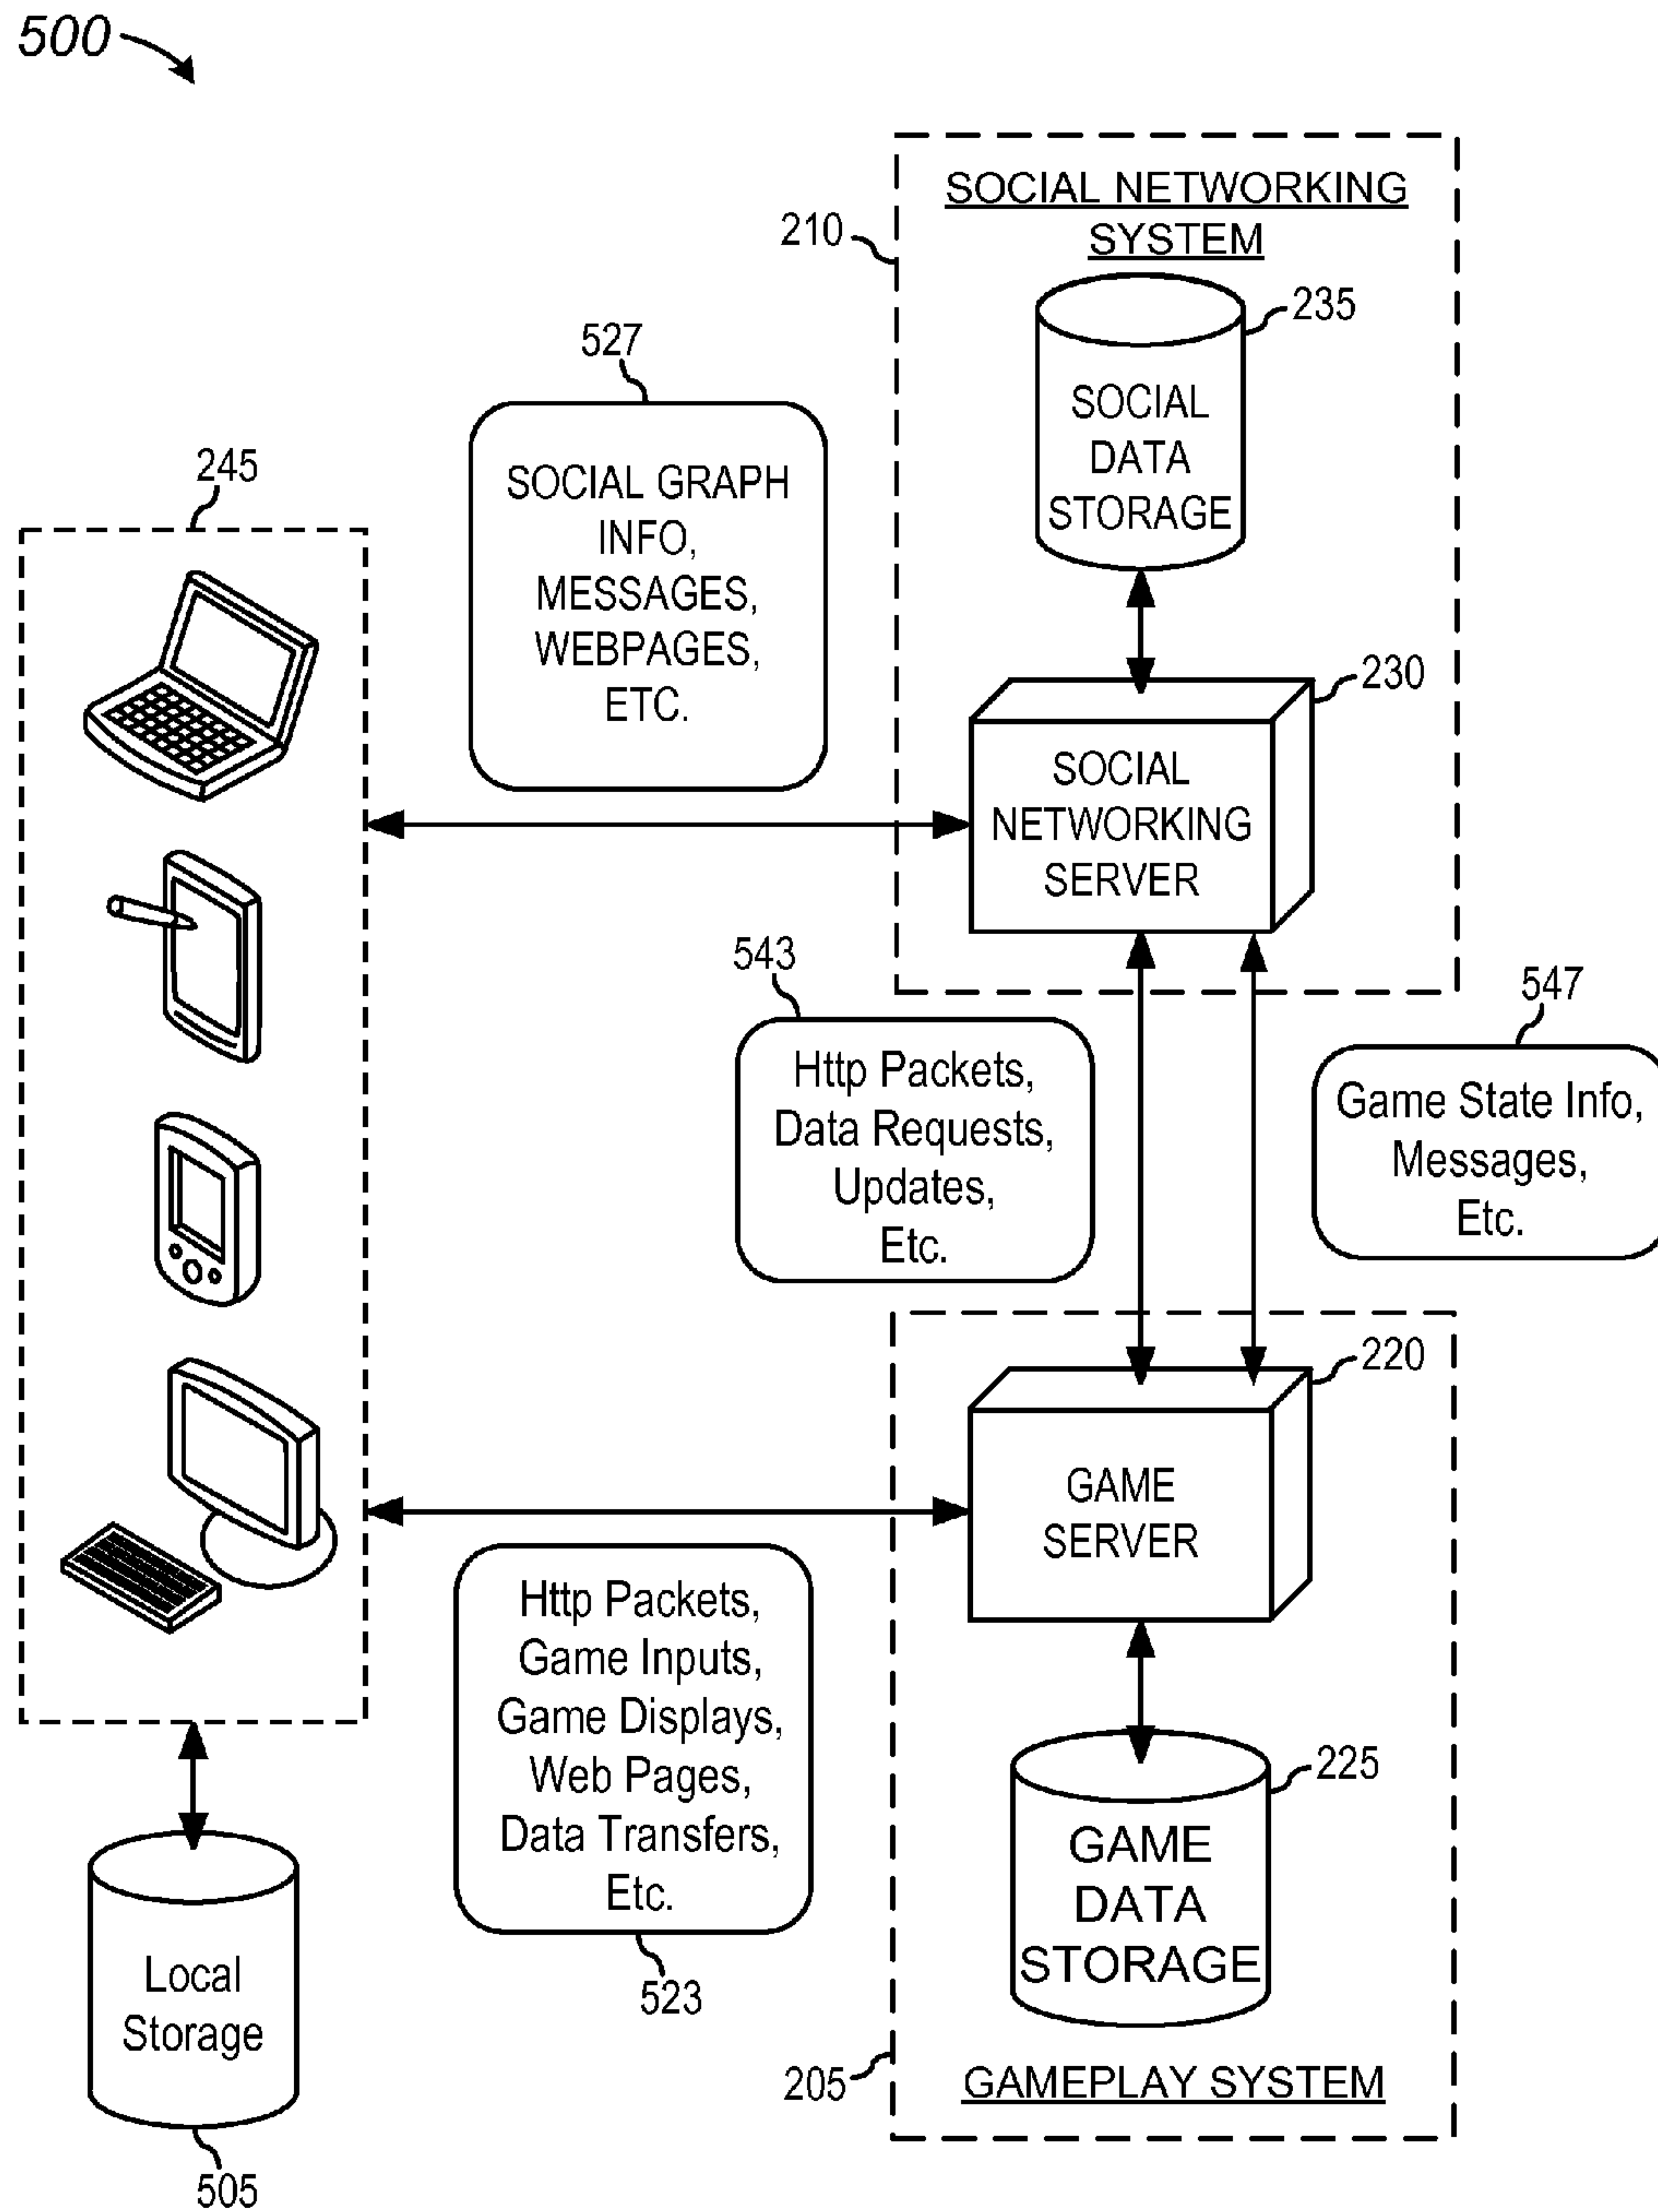 500
SOCIAL NETWORKING
SYSTEM
210
235
SOCIAL
DATA
STORAGE
527
SOCIAL GRAPH
INFO,
MESSAGES,
WEBPAGES,
ETC.
245
230
SOCIAL
NETWORKING
SERVER
543
Http Packets,
Data Requests,
Updates,
Etc.
547
Game State Info,
Messages,
Etc.
220
GAME
SERVER
Http Packets,
Game Inputs,
Game Displays,
Web Pages,
Data Transfers,
Etc.
523
225
GAME
DATA
STORAGE
205
GAMEPLAY SYSTEM
Local
Storage
505